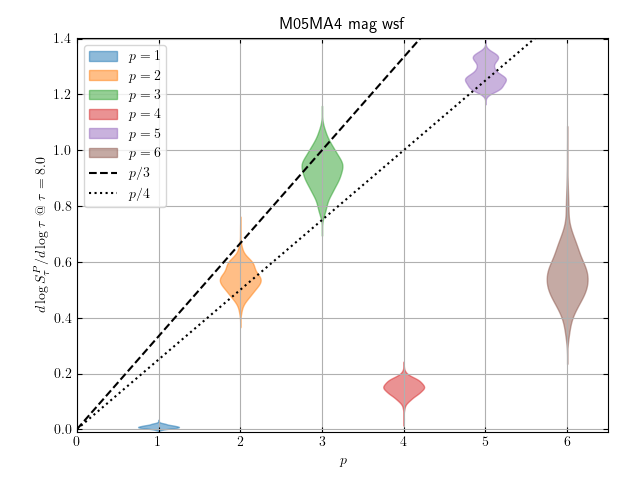 M05MA4 mag wsf
d log S_τ^P / d log τ @ τ = 8.0
1.4
1.2
1.0
0.8
0.6
0.4
0.2
0.0
p = 1
p = 2
p = 3
p = 4
p = 5
p = 6
p/3
p/4
0 1 2 3 4 5 6
p